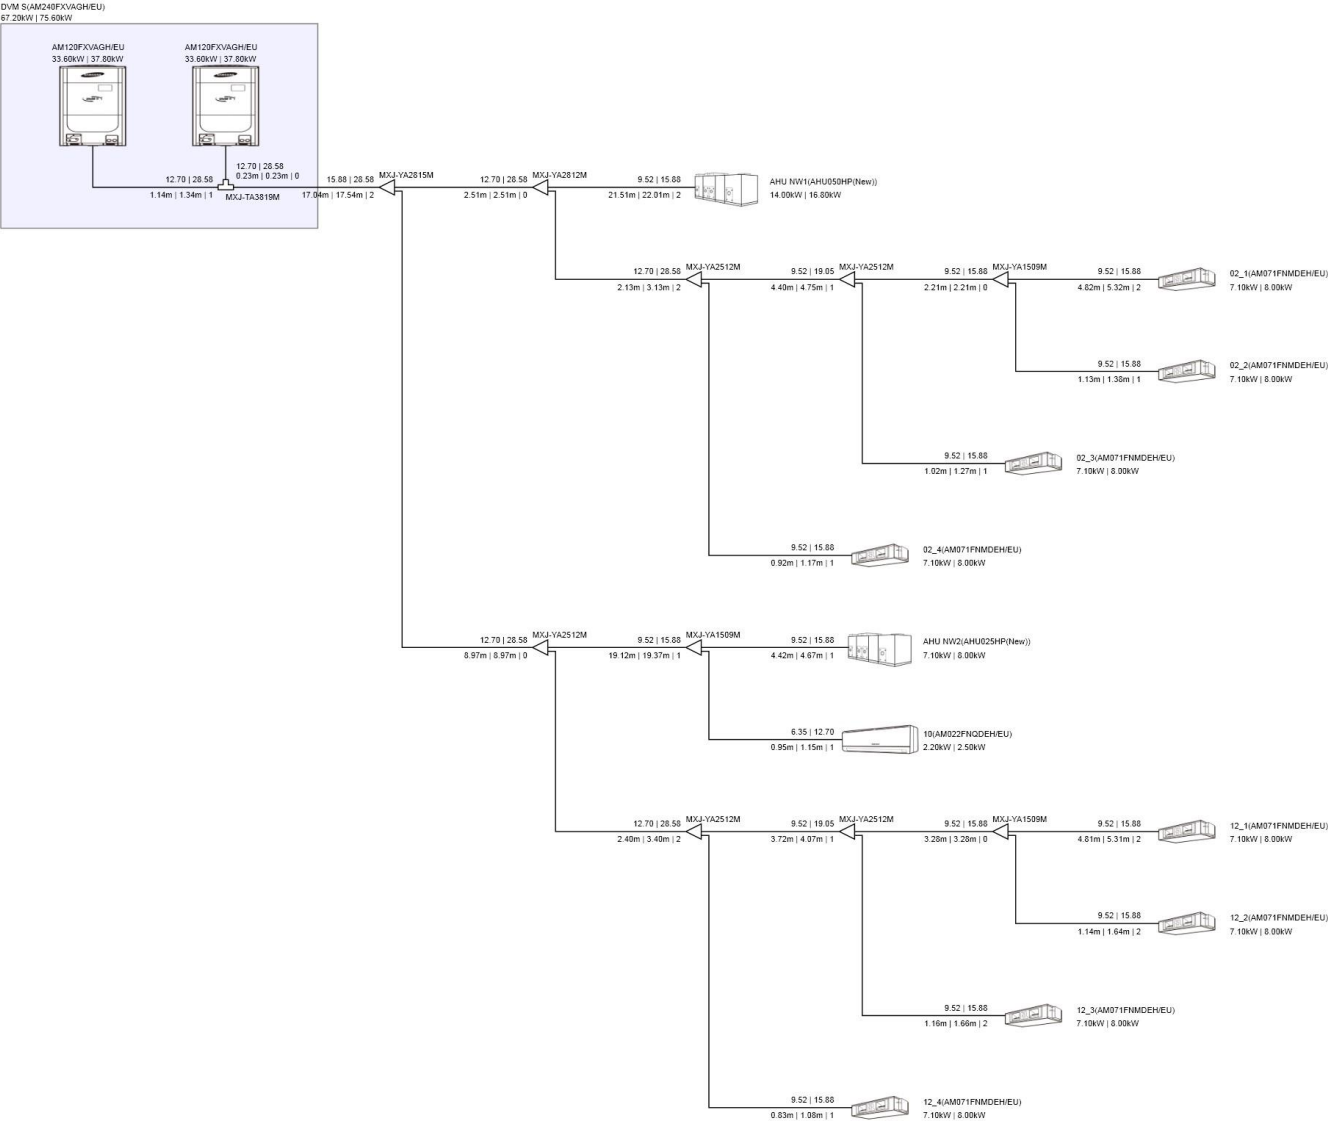 DVM S(AM240FXVAGH/EU)
67.20kW | 75.60kW
AM120FXVAGH/EU
33.60kW | 37.80kW
AM120FXVAGH/EU
33.60kW | 37.80kW
12.70 | 28.58
0.23m | 0.23m | 0
12.70 | 28.58
1.14m | 1.34m | 1
MXJ-TA3819M
15.88 | 28.58
17.04m | 17.54m | 2
MXJ-YA2815M
12.70 | 28.58
2.51m | 2.51m | 0
MXJ-YA2812M
9.52 | 15.88
21.51m | 22.01m | 2
AHU NW1(AHU050HP(New))
14.00kW | 16.80kW
12.70 | 28.58
2.13m | 3.13m | 2
MXJ-YA2512M
9.52 | 19.05
4.40m | 4.75m | 1
MXJ-YA2512M
9.52 | 15.88
2.21m | 2.21m | 0
MXJ-YA1509M
9.52 | 15.88
4.82m | 5.32m | 2
02_1(AM071FNMDEH/EU)
7.10kW | 8.00kW
9.52 | 15.88
1.13m | 1.38m | 1
02_2(AM071FNMDEH/EU)
7.10kW | 8.00kW
9.52 | 15.88
1.02m | 1.27m | 1
02_3(AM071FNMDEH/EU)
7.10kW | 8.00kW
9.52 | 15.88
0.92m | 1.17m | 1
02_4(AM071FNMDEH/EU)
7.10kW | 8.00kW
12.70 | 28.58
8.97m | 8.97m | 0
MXJ-YA2512M
9.52 | 15.88
19.12m | 19.37m | 1
MXJ-YA1509M
9.52 | 15.88
4.42m | 4.67m | 1
AHU NW2(AHU025HP(New))
7.10kW | 8.00kW
6.35 | 12.70
0.95m | 1.15m | 1
10(AM022FNQDEH/EU)
2.20kW | 2.50kW
12.70 | 28.58
2.40m | 3.40m | 2
MXJ-YA2512M
9.52 | 19.05
3.72m | 4.07m | 1
MXJ-YA2512M
9.52 | 15.88
3.28m | 3.28m | 0
MXJ-YA1509M
9.52 | 15.88
4.81m | 5.31m | 2
12_1(AM071FNMDEH/EU)
7.10kW | 8.00kW
9.52 | 15.88
1.14m | 1.64m | 2
12_2(AM071FNMDEH/EU)
7.10kW | 8.00kW
9.52 | 15.88
1.16m | 1.66m | 2
12_3(AM071FNMDEH/EU)
7.10kW | 8.00kW
9.52 | 15.88
0.83m | 1.08m | 1
12_4(AM071FNMDEH/EU)
7.10kW | 8.00kW